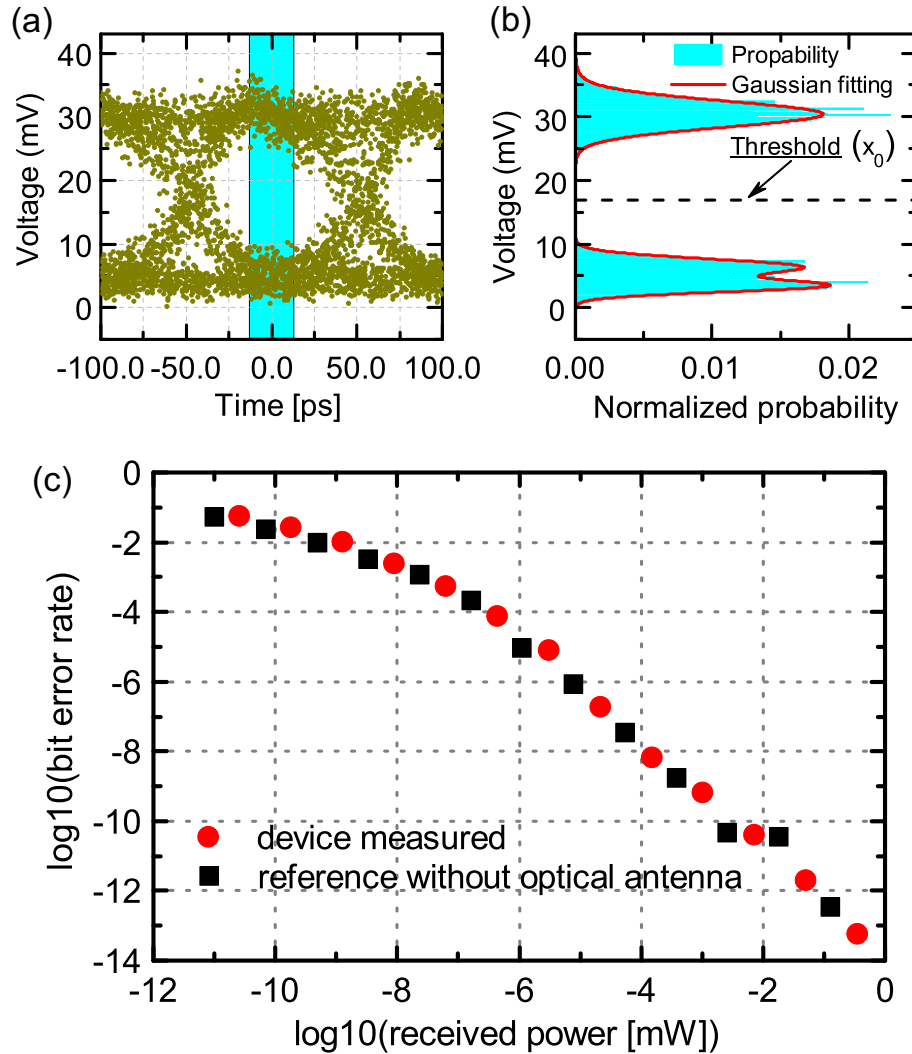 (a)
40
30
20
10
0
Voltage (mV)
-100.0 -50.0 0.0 50.0 100.0
Time [ps]
(b)
40
30
20
10
0
Voltage (mV)
Propability
Gaussian fitting
Threshold (x0)
0.00 0.01 0.02
Normalized probability
(c)
0
-2
-4
-6
-8
-10
-12
-14
log10(bit error rate)
device measured
reference without optical antenna
-12 -10 -8 -6 -4 -2 0
log10(received power [mW])